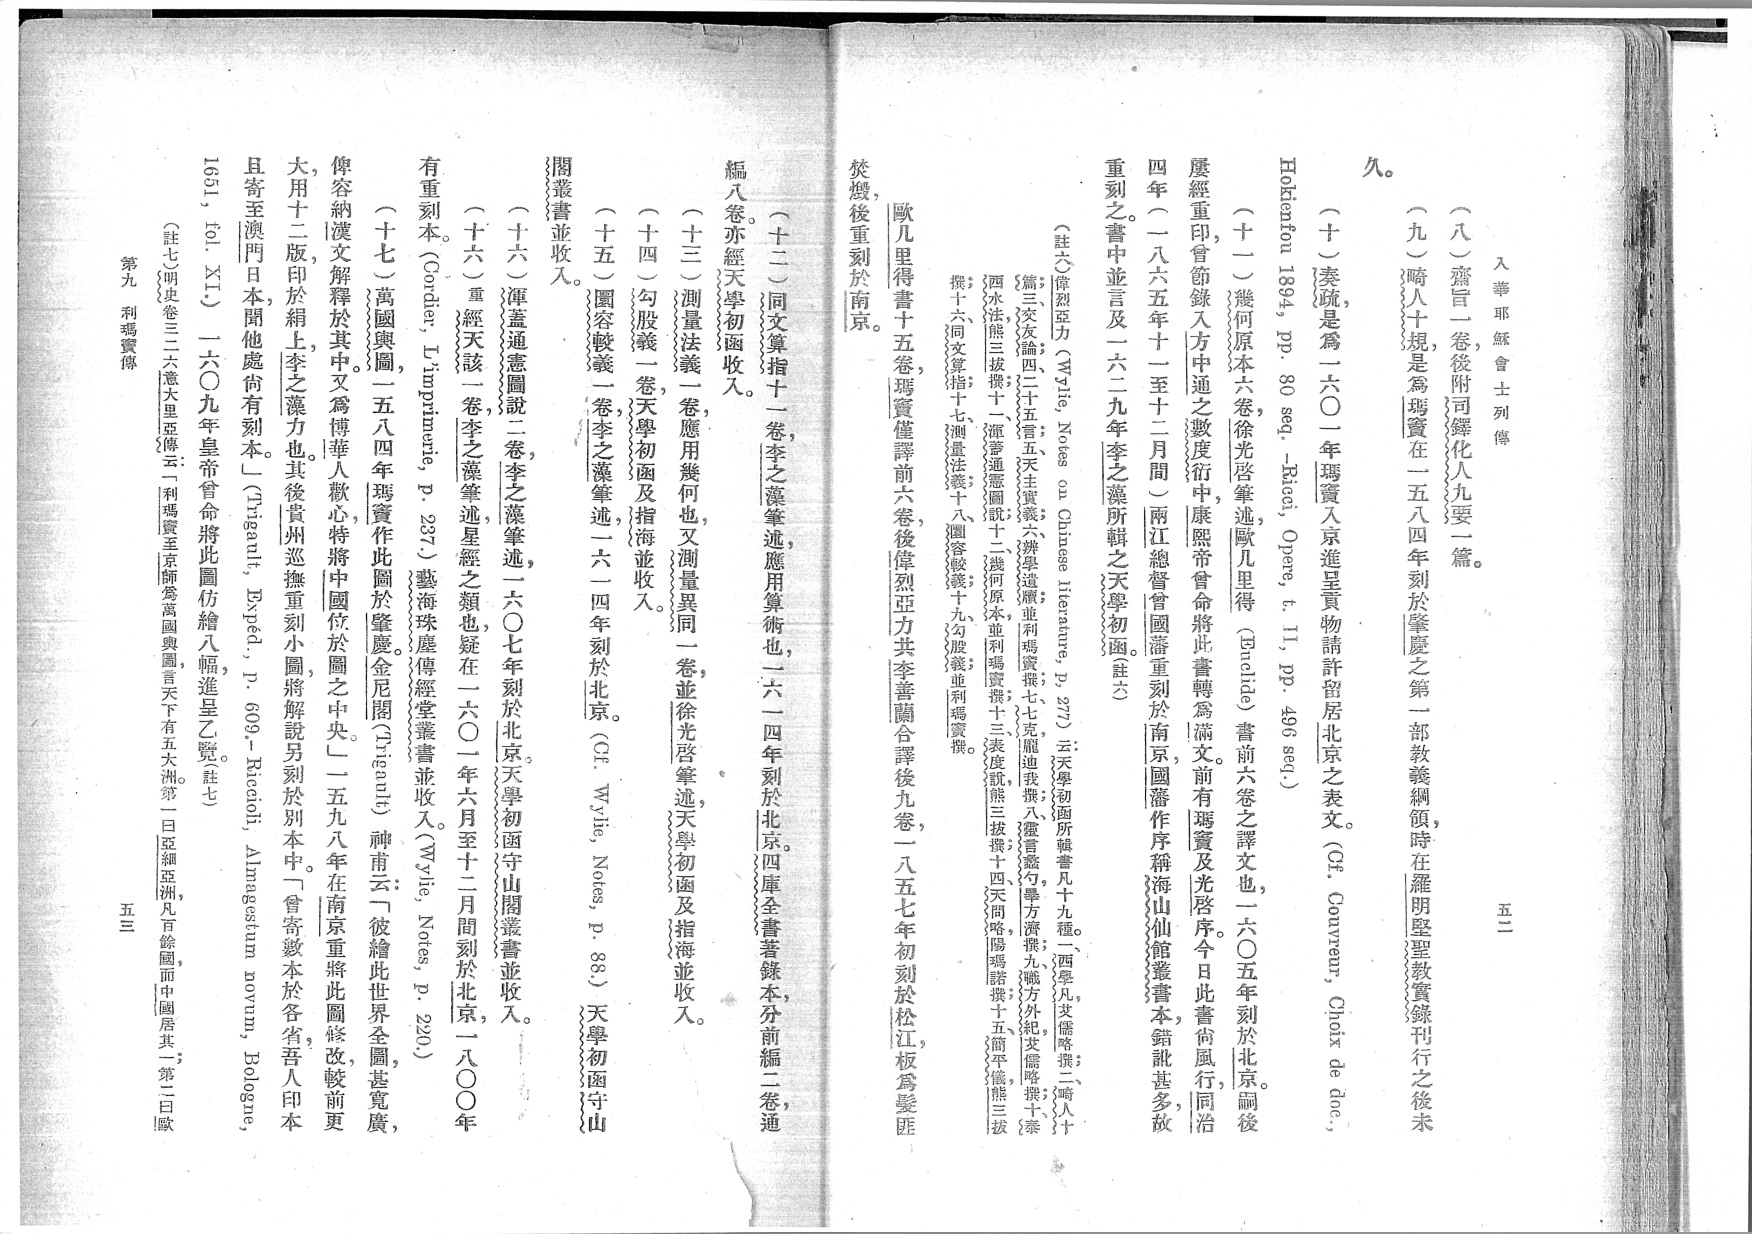 入華耶穌會士列傳
五二
(八)齋旨一卷,後附司鐸化人九要一篇。
(九)畸人十規,是爲瑪竇在一五八四年刻於肇慶之第一部教義綱領,時在羅明堅聖教實錄刊行之後未
久。
(十)奏疏,是爲一六〇一年瑪竇入京進呈貢物請許留居北京之表文。(Cf. Couvreur, Choix de doc.,
Hokienfou 1894, pp. 80 seq. –Ricci, Opere, t. II, pp. 496 seq.)
(十一)幾何原本六卷,徐光啓筆述,歐几里得 (Euclide) 書前六卷之譯文也,一六〇五年刻於北京。嗣後
屢經重印,曾節錄入方中通之數度衍中,康熙帝曾命將此書轉爲滿文。前有瑪竇及光啓序。今日此書尙風行,同治
四年(一八六五年十一至十二月間)兩江總督曾國藩重刻於南京,國藩作序稱海山仙館叢書本,錯訛甚多,故
重刻之。書中並言及一六二九年李之藻所輯之天學初函。(註六)
(註六)偉烈亞力 (Wylie, Notes on Chinese literature, p, 277) 云:天學初函所輯書凡十九種。一、西學凡,艾儒略撰;二、畸人十
篇;三、交友論;四、二十五言;五、天主實義;六、辨學遺牘並利瑪竇撰;七、七克,龐迪我撰;八、靈言蠡勺,畢方濟撰;九、職方外紀,艾儒略撰;十、泰
西水法,熊三拔撰;十一、渾蓋通憲圖說;十二、幾何原本,並利瑪竇撰;十三、表度說,熊三拔撰;十四、天問略,陽瑪諾撰;十五、簡平儀,熊三拔
撰;十六、同文算指;十七、測量法義;十八、圜容較義;十九、勾股義,並利瑪竇撰。
歐几里得書十五卷,瑪竇僅譯前六卷,後偉烈亞力共李善蘭合譯後九卷,一八五七年初刻於松江,板爲髮匪
焚燬,後重刻於南京。
(十二)同文算指十一卷,李之藻筆述,應用算術也,一六一四年刻於北京。四庫全書著錄本,分前編二卷,通
編八卷。亦經天學初函收入。
(十三)測量法義一卷,應用幾何也,又測量異同一卷,並徐光啓筆述,天學初函及指海並收入。
(十四)勾股義一卷,天學初函及指海並收入。
(十五)圜容較義一卷,李之藻筆述,一六一四年刻於北京。(Cf. Wylie, Notes, p. 88.) 天學初函守山
閣叢書並收入。
(十六)渾蓋通憲圖說二卷,李之藻筆述,一六〇七年刻於北京。天學初函守山閣叢書並收入。
(十六)重經天該一卷,李之藻筆述,星經之類也,疑在一六〇一年六月至十二月間刻於北京,一八〇〇年
有重刻本。(Cordier, L'imprimerie, p. 237.) 藝海珠塵傳經堂叢書並收入。(Wylie, Notes, p. 220.)
(十七)萬國輿圖,一五八四年瑪竇作此圖於肇慶。金尼閣 (Trigault) 神甫云:「彼繪此世界全圖,甚寬廣,
俾容納漢文解釋於其中。又爲博華人歡心,特將中國位於圖之中央。」一五九八年在南京重將此圖修改,較前更
大,用十二版,印於絹上,李之藻力也。其後貴州巡撫重刻小圖,將解說另刻於別本中。「曾寄數本於各省,吾人印本
且寄至澳門日本,聞他處尙有刻本。」(Trigault, Expéd., p. 609.– Riccioli, Almagestum novum, Bologne,
1651, fol. XI.) 一六〇九年皇帝曾命將此圖仿繪八幅,進呈乙覽。(註七)
(註七)明史卷三二六意大里亞傳云:「利瑪竇至京師,爲萬國輿圖,言天下有五大洲。第一曰亞細亞洲,凡百餘國,而中國居其一;第二曰歐
第九 利瑪竇傳
五三